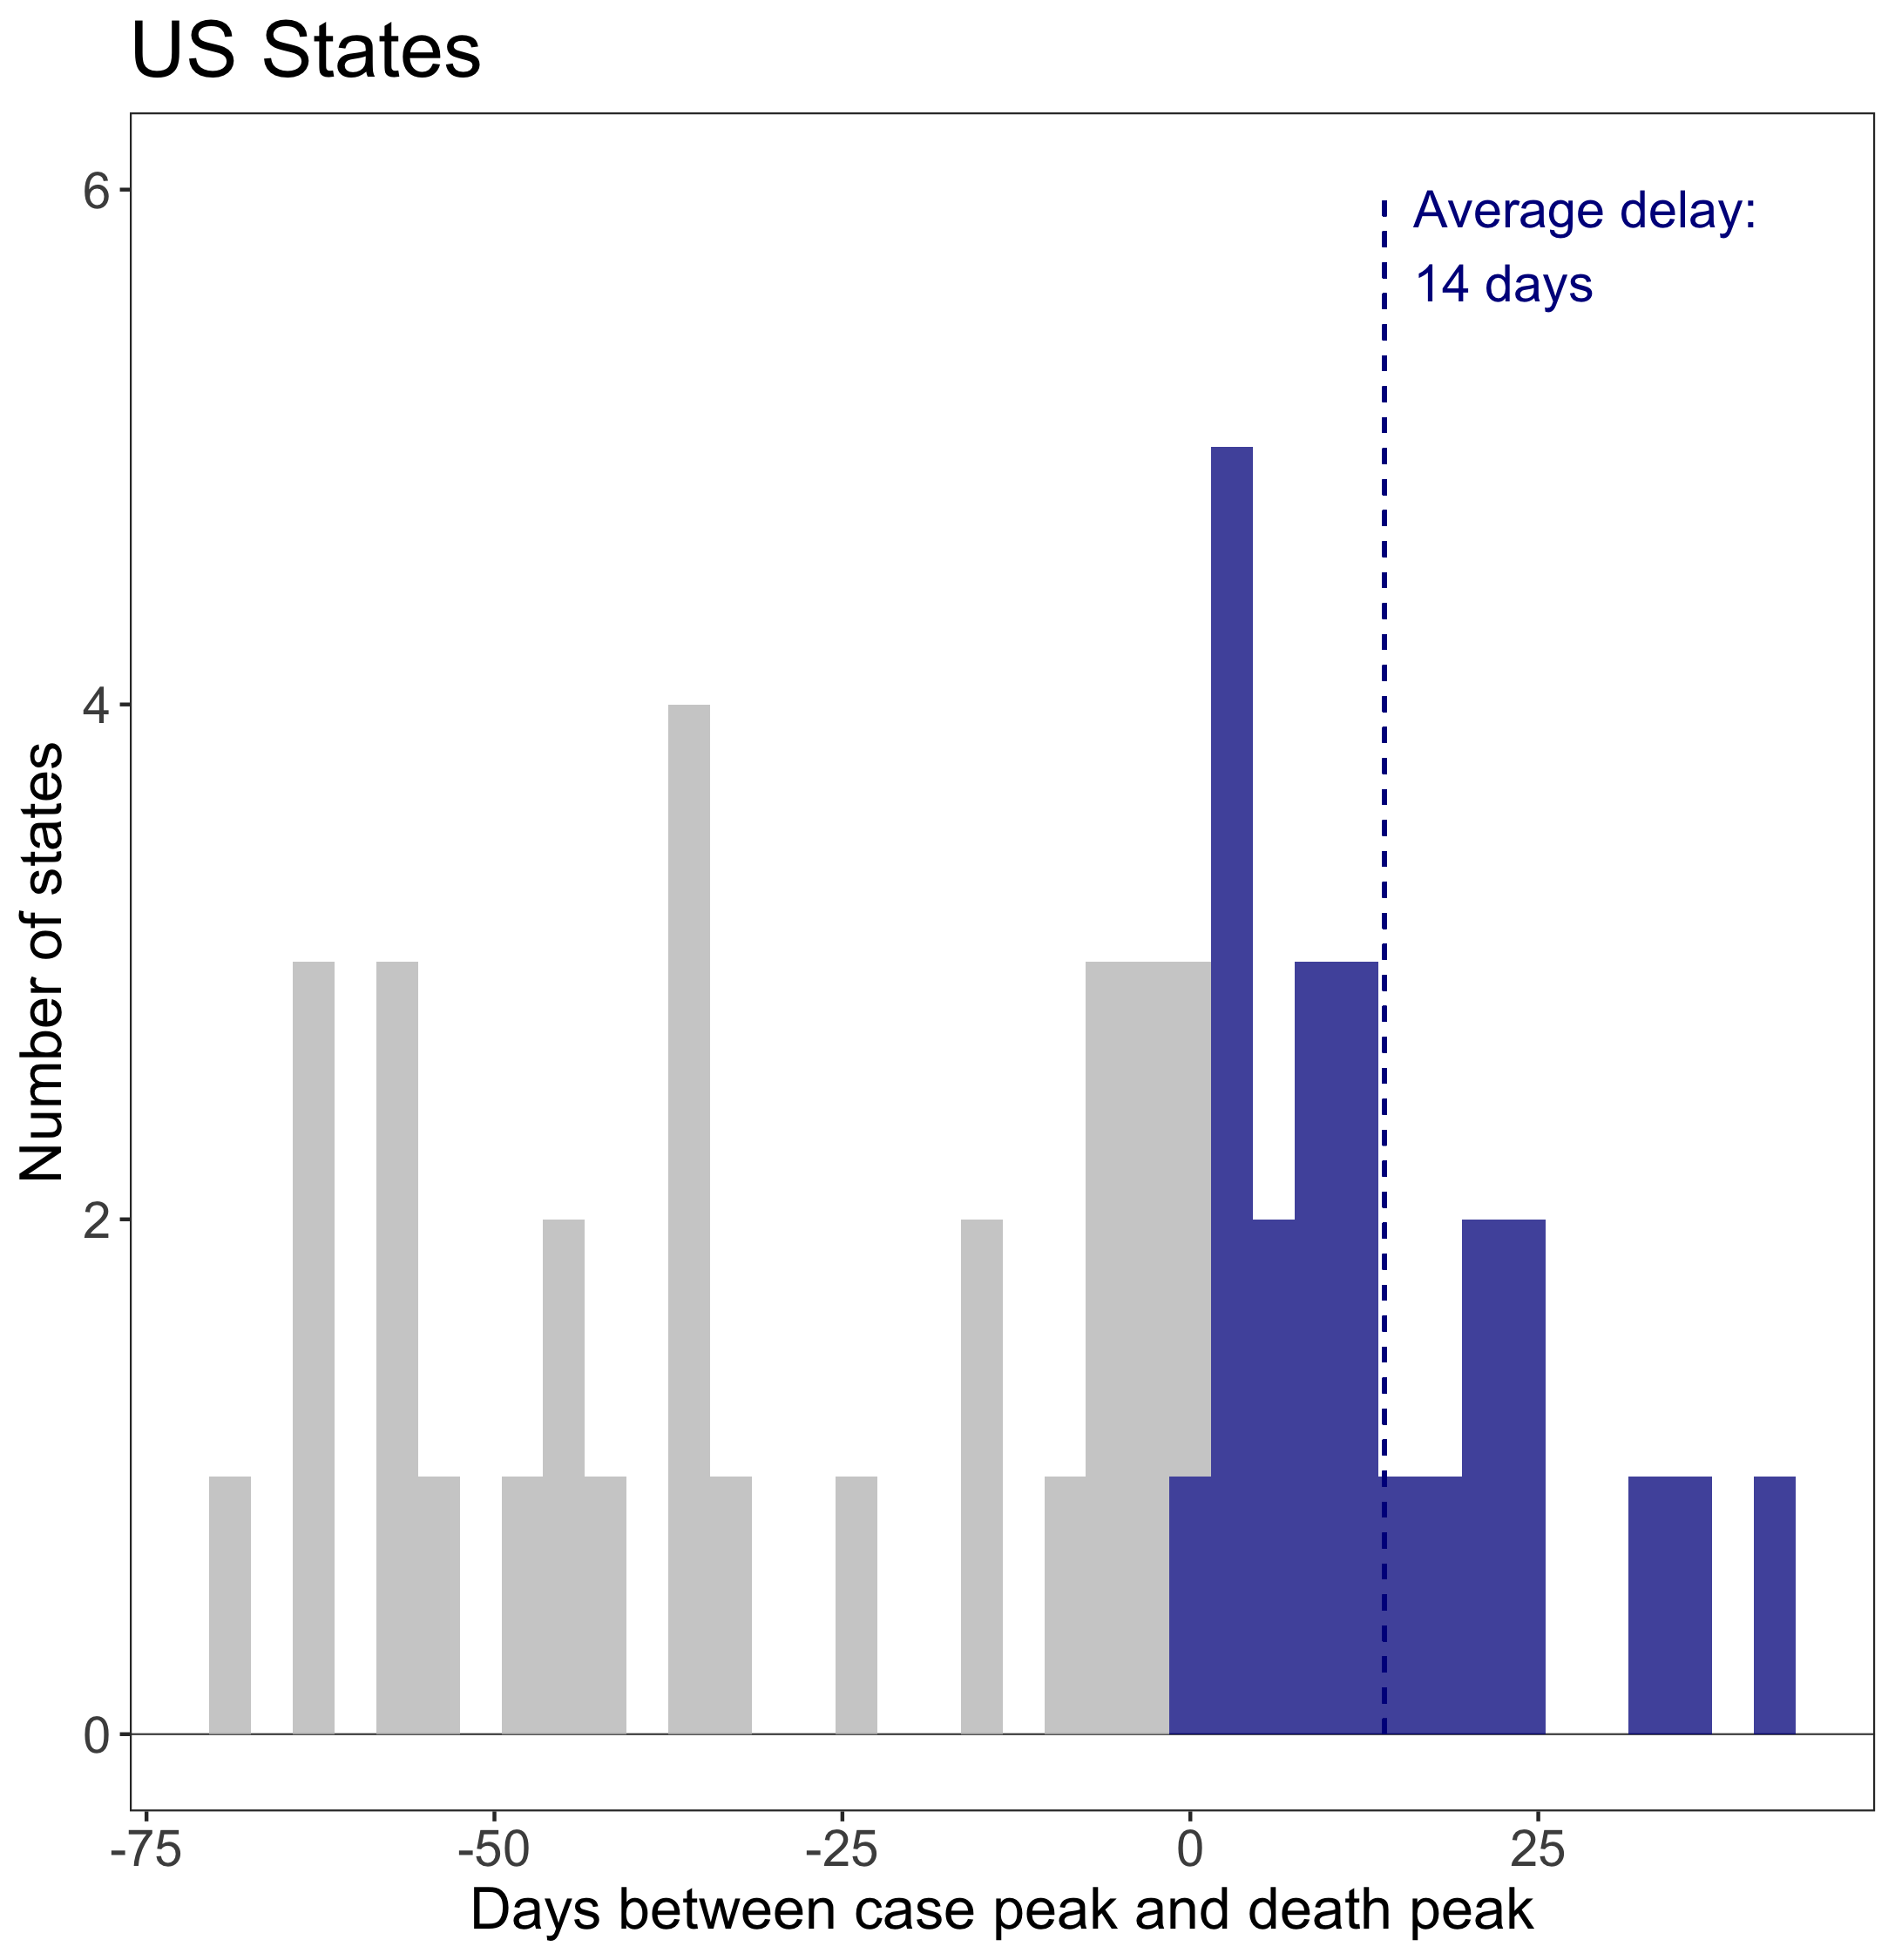 US States
Number of states
6
4
2
0
Average delay:
14 days
-75
-50
-25
0
25
Days between case peak and death peak